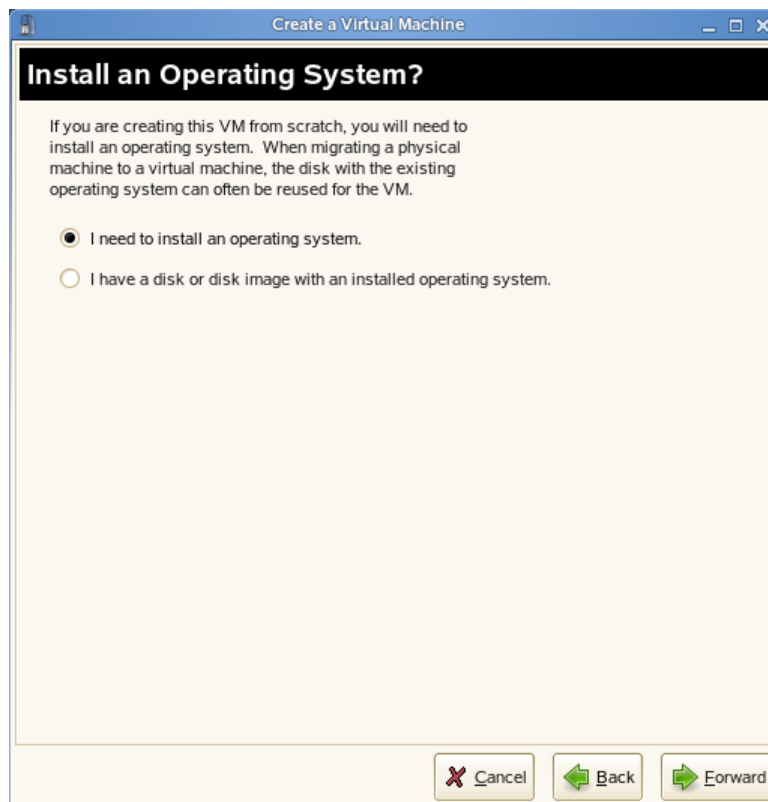 Create a Virtual Machine
Install an Operating System?
If you are creating this VM from scratch, you will need to
install an operating system.  When migrating a physical
machine to a virtual machine, the disk with the existing
operating system can often be reused for the VM.
I need to install an operating system.
I have a disk or disk image with an installed operating system.
Cancel Back Forward